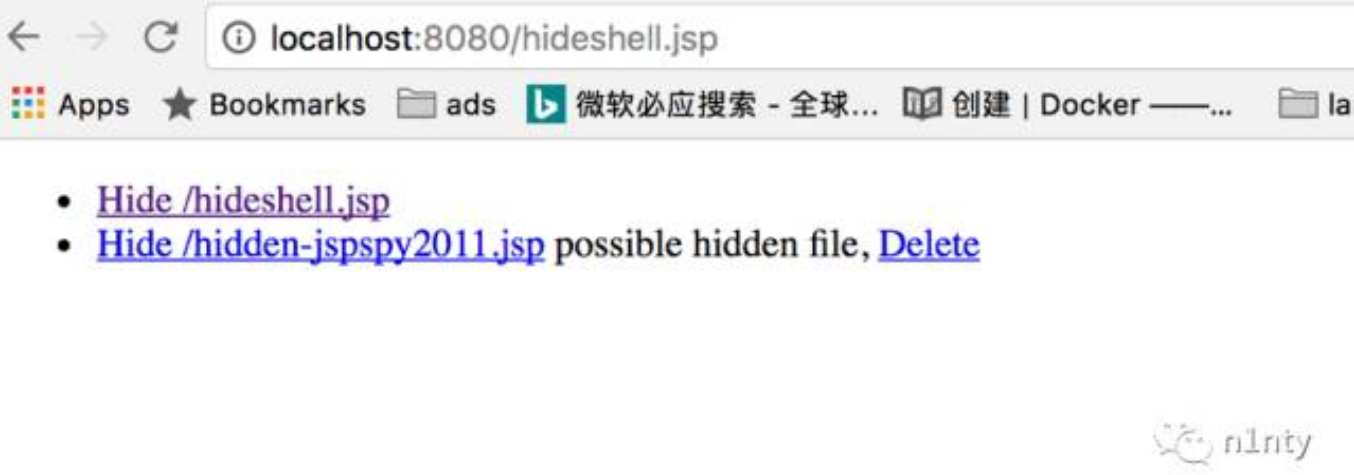 localhost:8080/hideshell.jsp
Apps Bookmarks ads 微软必应搜索 - 全球... 创建 | Docker ——... la
Hide /hideshell.jsp
Hide /hidden-jspspy2011.jsp possible hidden file, Delete
n1nty